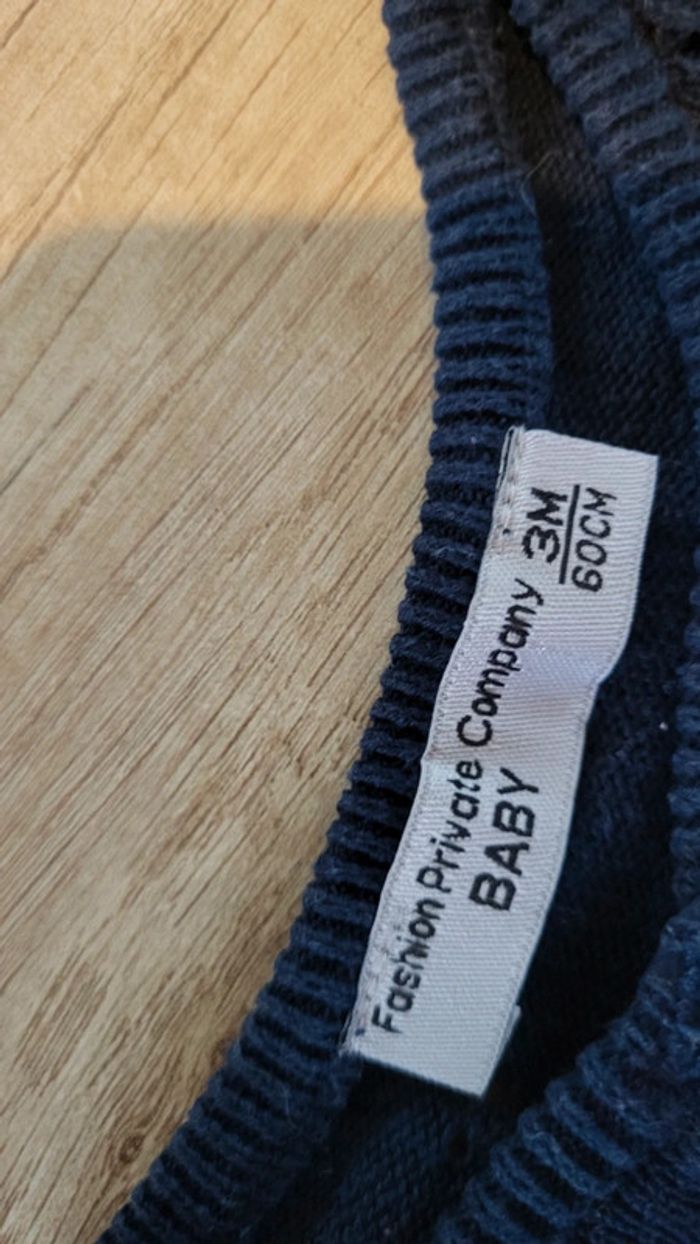 Fashion Private Company
BABY
3M
60CM